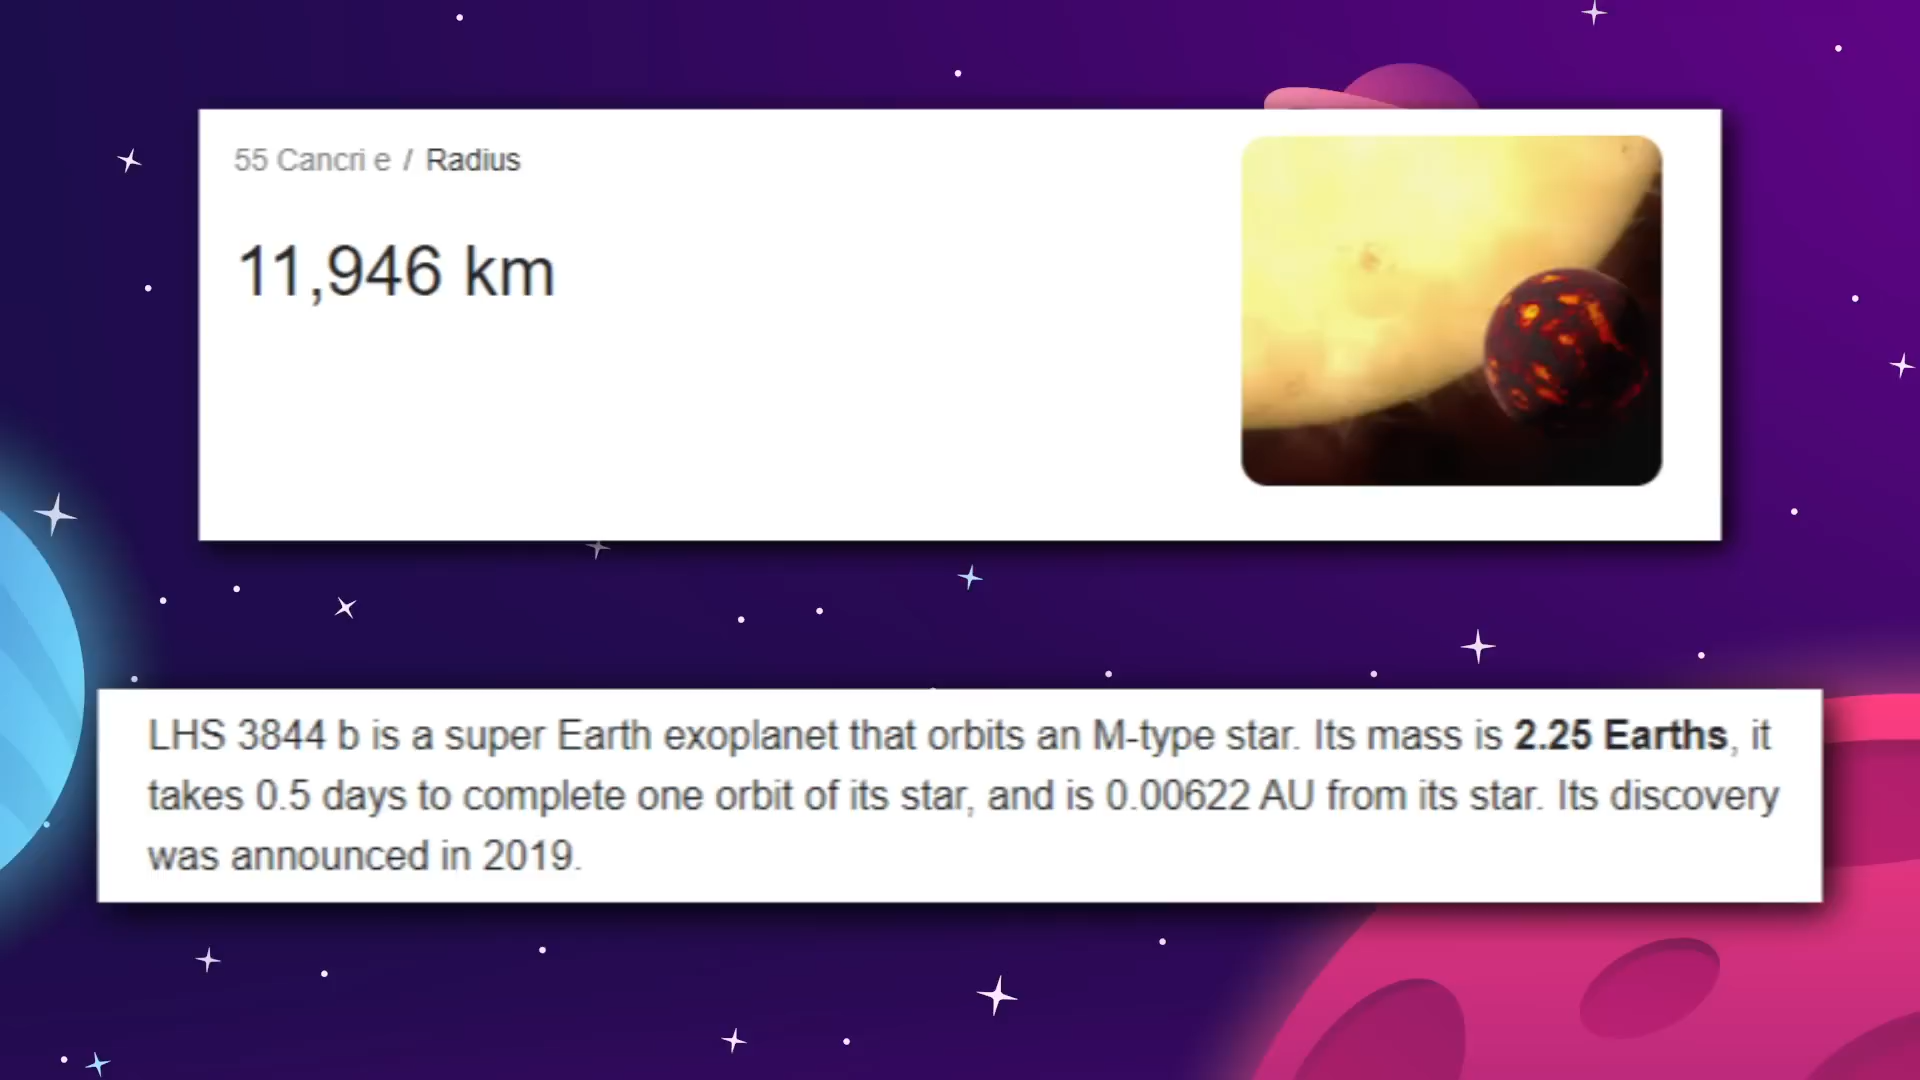 55 Cancri e / Radius
11,946 km
LHS 3844 b is a super Earth exoplanet that orbits an M-type star. Its mass is 2.25 Earths, it
takes 0.5 days to complete one orbit of its star, and is 0.00622 AU from its star. Its discovery
was announced in 2019.